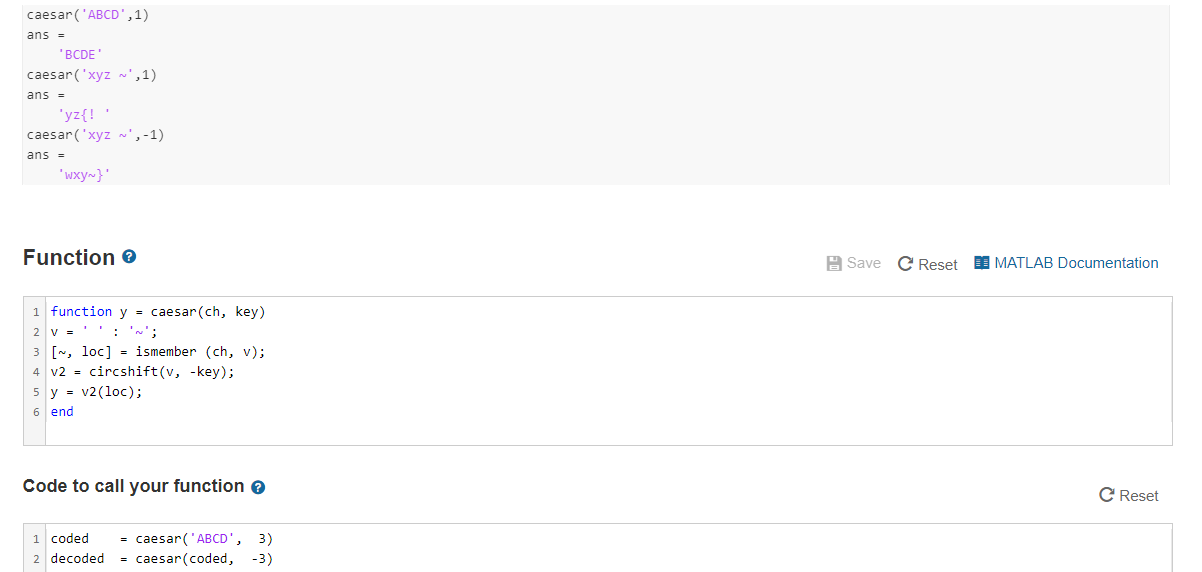 caesar('ABCD',1)
ans =
    'BCDE'
caesar('xyz ~',1)
ans =
    'yz{! '
caesar('xyz ~',-1)
ans =
    'wxy~}'
Function ?
Save Reset MATLAB Documentation
1 function y = caesar(ch, key)
2 v = ' ' : '~';
3 [~, loc] = ismember (ch, v);
4 v2 = circshift(v, -key);
5 y = v2(loc);
6 end
Code to call your function ?
Reset
1 coded    = caesar('ABCD',  3)
2 decoded  = caesar(coded,  -3)